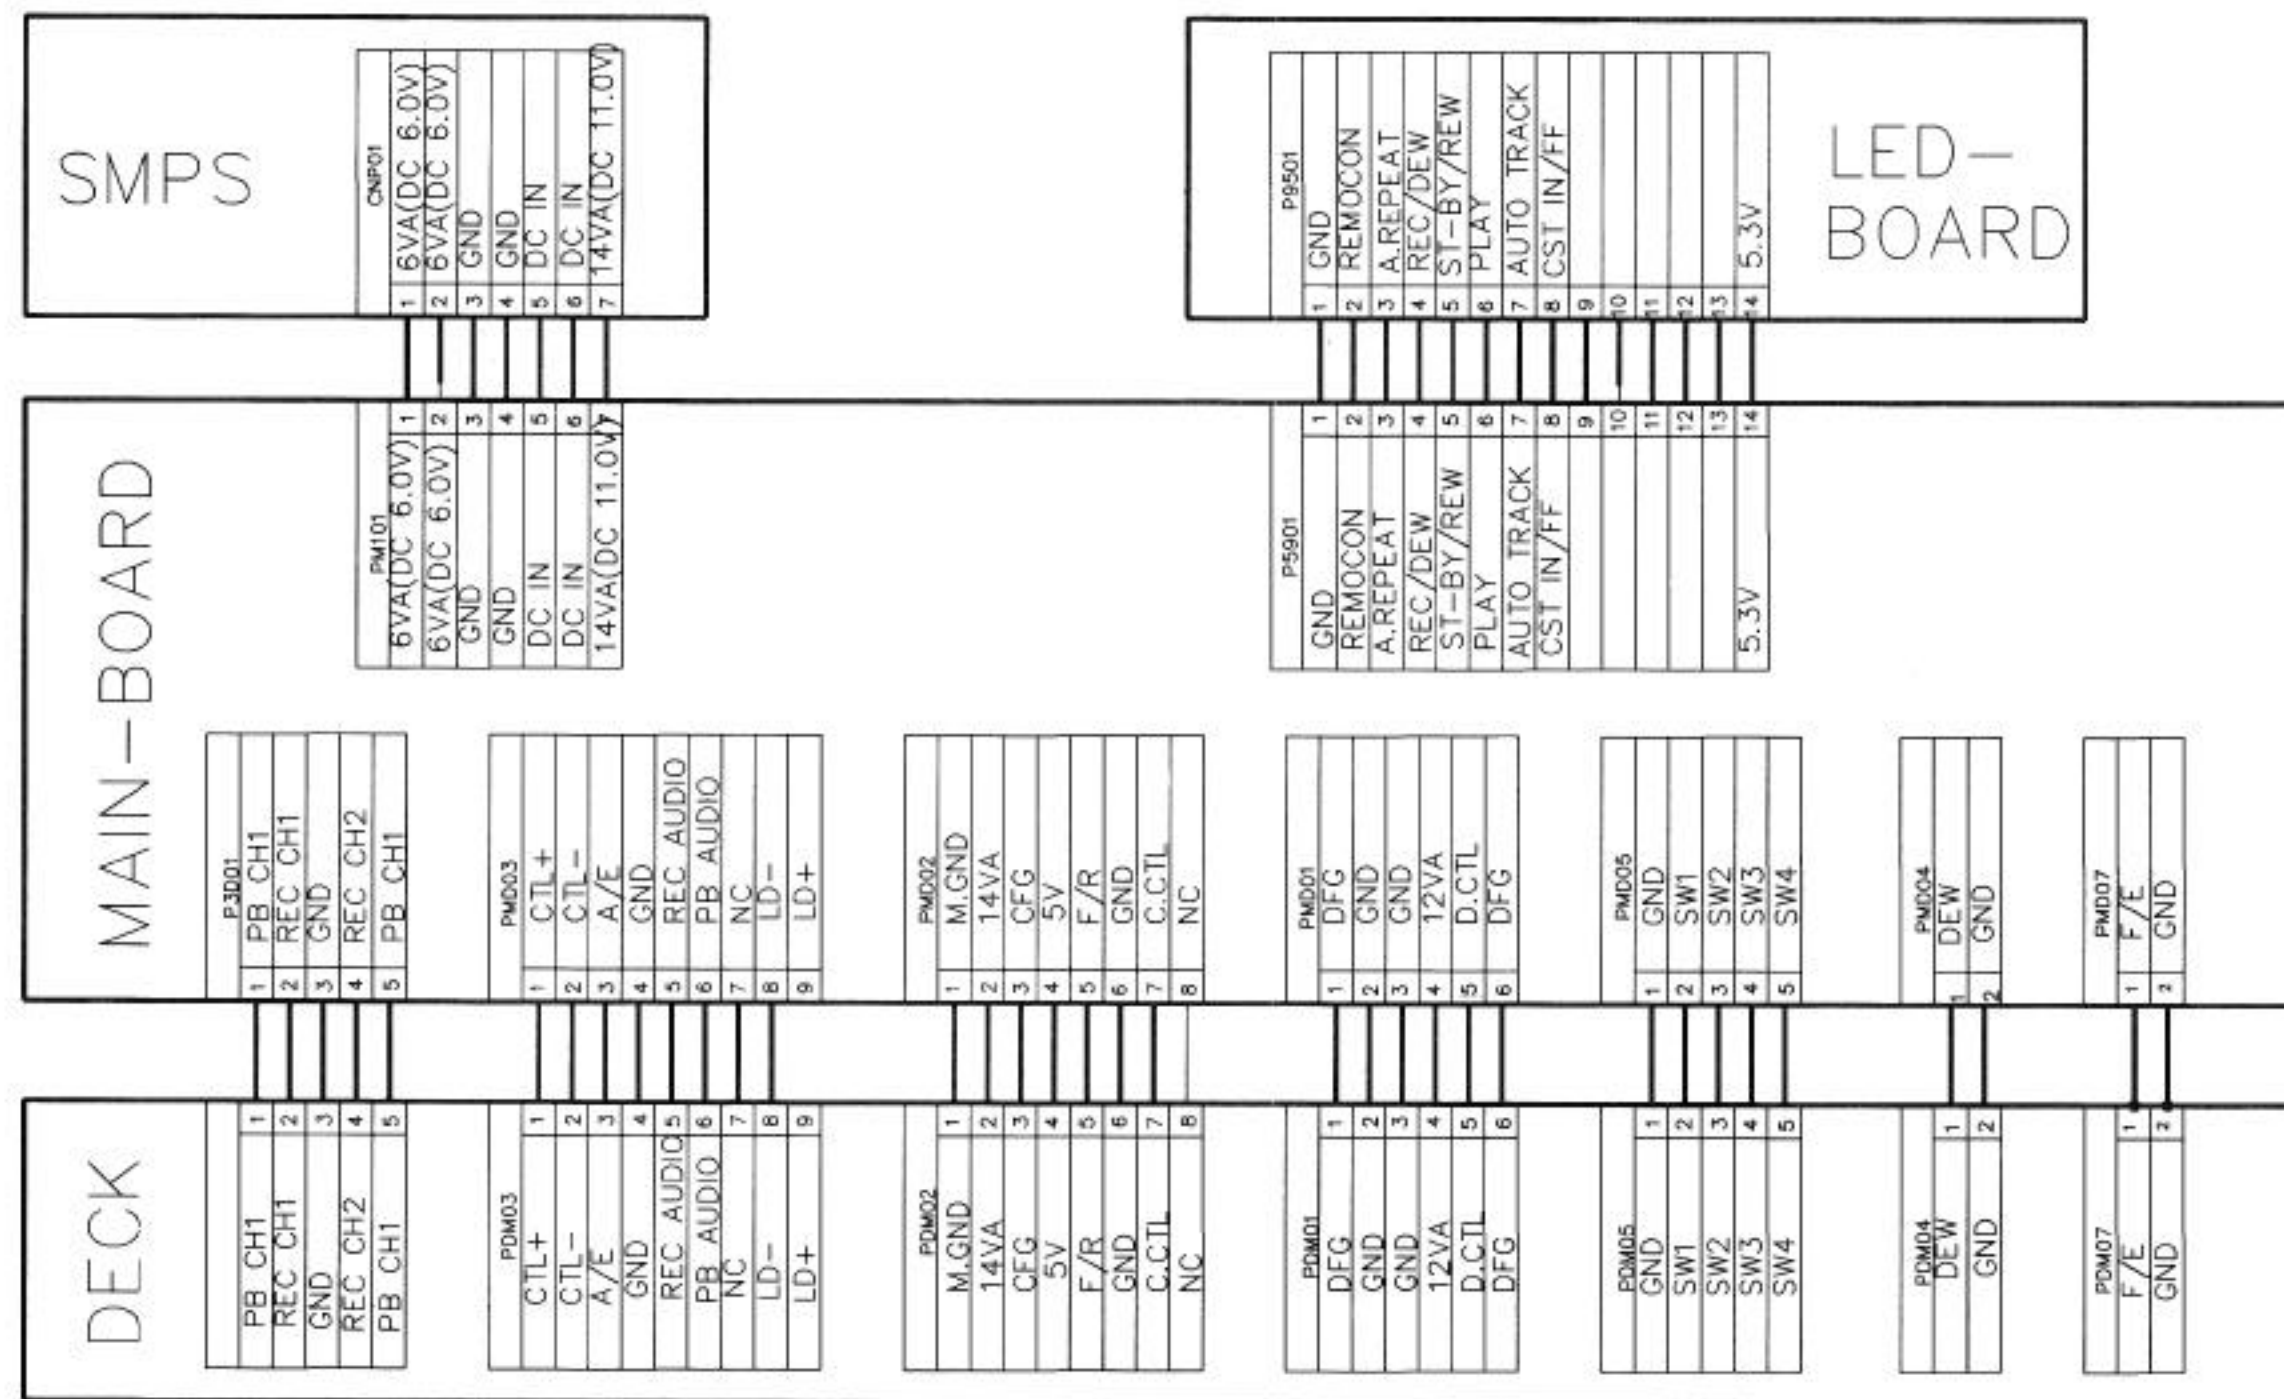 SMPS
CNP01
1 6VA(DC 6.0V)
2 6VA(DC 6.0V)
3 GND
4 GND
5 DC IN
6 DC IN
7 14VA(DC 11.0V)
P9501
1 GND
2 REMOCON
3 A.REPEAT
4 REC/DEW
5 ST-BY/REW
6 PLAY
7 AUTO TRACK
8 CST IN/FF
9
10
11
12
13
14 5.3V
LED-
BOARD
MAIN-BOARD
PM101
6VA(DC 6.0V) 1
6VA(DC 6.0V) 2
GND 3
GND 4
DC IN 5
DC IN 6
14VA(DC 11.0V) 7
P5901
GND 1
REMOCON 2
A.REPEAT 3
REC/DEW 4
ST-BY/REW 5
PLAY 6
AUTO TRACK 7
CST IN/FF 8
9
10
11
12
13
5.3V 14
P3D01
1 PB CH1
2 REC CH1
3 GND
4 REC CH2
5 PB CH1
PMD03
1 CTL+
2 CTL-
3 A/E
4 GND
5 REC AUDIO
6 PB AUDIO
7 NC
8 LD-
9 LD+
PMD02
1 M.GND
2 14VA
3 CFG
4 5V
5 F/R
6 GND
7 C.CTL
8 NC
PMD01
1 DFG
2 GND
3 GND
4 12VA
5 D.CTL
6 DFG
PMD05
1 GND
2 SW1
3 SW2
4 SW3
5 SW4
PMD04
1 DEW
2 GND
PMD07
1 F/E
2 GND
DECK
PB CH1 1
REC CH1 2
GND 3
REC CH2 4
PB CH1 5
PDM03
CTL+ 1
CTL- 2
A/E 3
GND 4
REC AUDIO 5
PB AUDIO 6
NC 7
LD- 8
LD+ 9
PDM02
M.GND 1
14VA 2
CFG 3
5V 4
F/R 5
GND 6
C.CTL 7
NC 8
PDM01
DFG 1
GND 2
GND 3
12VA 4
D.CTL 5
DFG 6
PDM05
GND 1
SW1 2
SW2 3
SW3 4
SW4 5
PDM04
DEW 1
GND 2
PDM07
F/E 1
GND 2